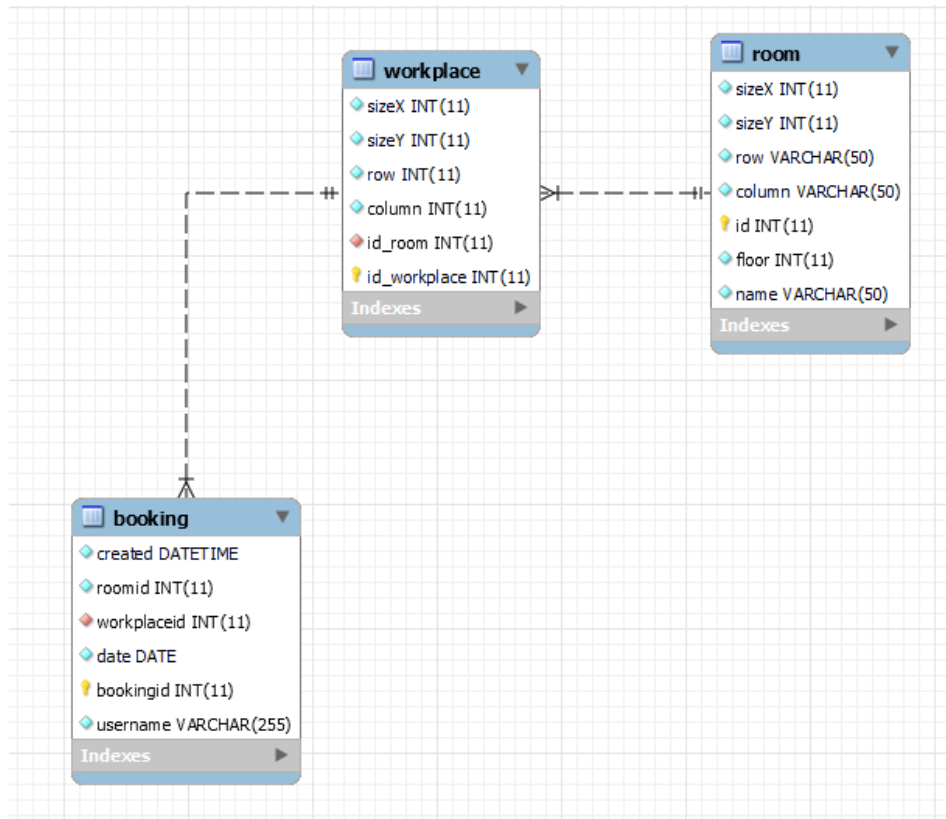 workplace
sizeX INT(11)
sizeY INT(11)
row INT(11)
column INT(11)
id_room INT(11)
id_workplace INT(11)
Indexes
room
sizeX INT(11)
sizeY INT(11)
row VARCHAR(50)
column VARCHAR(50)
id INT(11)
floor INT(11)
name VARCHAR(50)
Indexes
booking
created DATETIME
roomid INT(11)
workplaceid INT(11)
date DATE
bookingid INT(11)
username VARCHAR(255)
Indexes